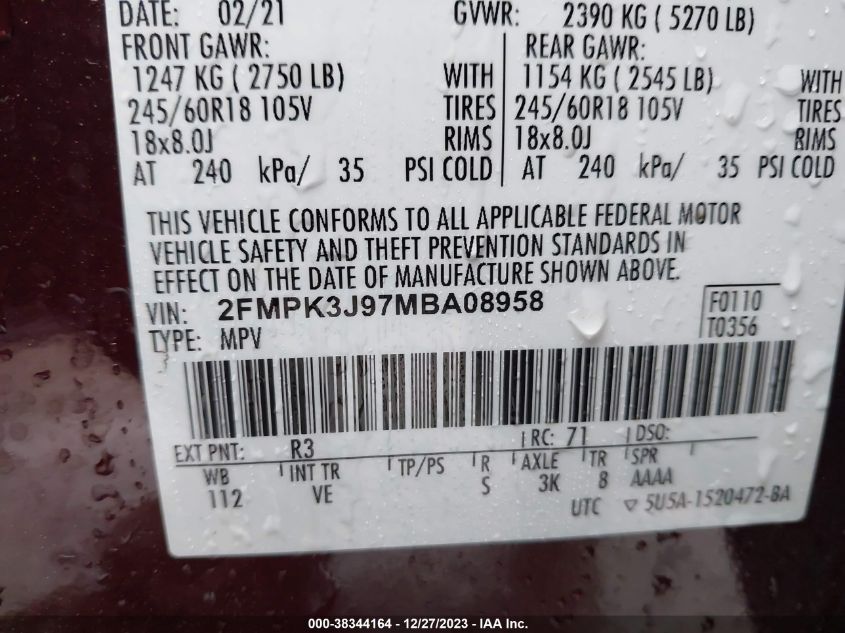 DATE: 02/21 GVWR: 2390 KG ( 5270 LB)
FRONT GAWR: REAR GAWR:
1247 KG ( 2750 LB) WITH 1154 KG ( 2545 LB) WITH
245/60R18 105V TIRES 245/60R18 105V TIRES
18x8.0J RIMS 18x8.0J RIMS
AT 240 kPa/ 35 PSI COLD AT 240 kPa/ 35 PSI COLD
THIS VEHICLE CONFORMS TO ALL APPLICABLE FEDERAL MOTOR
VEHICLE SAFETY AND THEFT PREVENTION STANDARDS IN
EFFECT ON THE DATE OF MANUFACTURE SHOWN ABOVE.
VIN: 2FMPK3J97MBA08958 F0110
TYPE: MPV T0356
EXT PNT: R3 RC: 71 DSO:
WB INT TR TP/PS R AXLE TR SPR
112 VE S 3K 8 AAAA
UTC ▽ 5U5A-1520472-BA
000-38344164 - 12/27/2023 - IAA Inc.